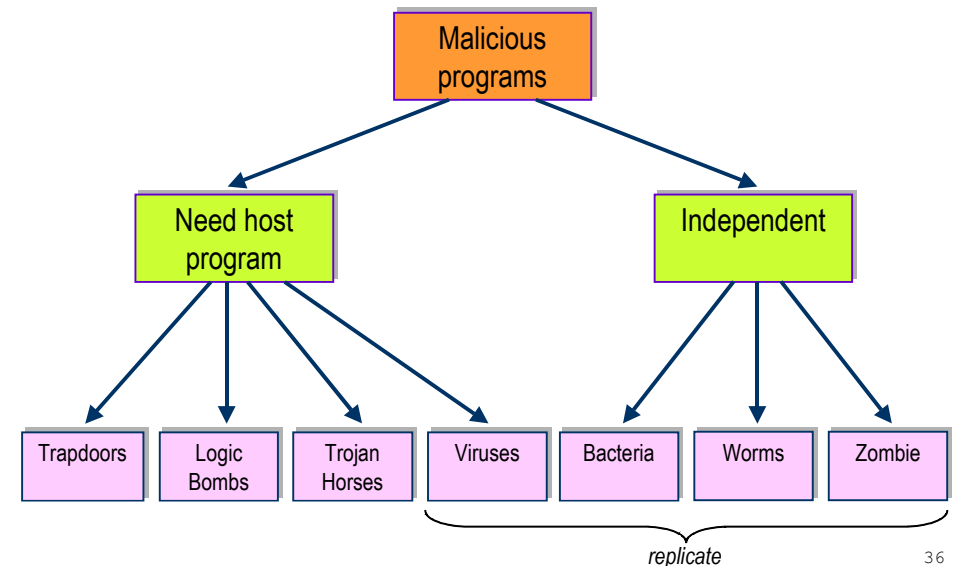 Malicious
programs
Need host
program
Independent
Trapdoors
Logic
Bombs
Trojan
Horses
Viruses
Bacteria
Worms
Zombie
replicate
36